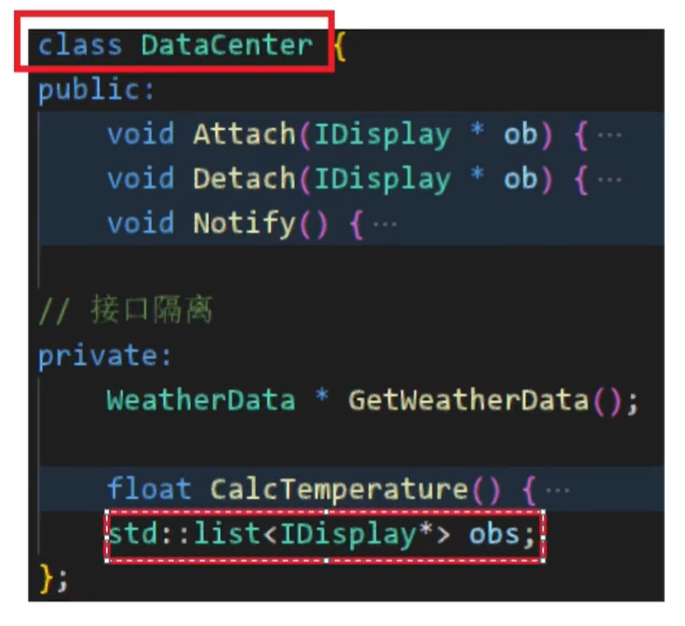 class DataCenter {
public:
void Attach(IDisplay * ob) { ···
void Detach(IDisplay * ob) { ···
void Notify() { ···
// 接口隔离
private:
WeatherData * GetWeatherData();
float CalcTemperature() { ···
std::list<IDisplay*> obs;
};